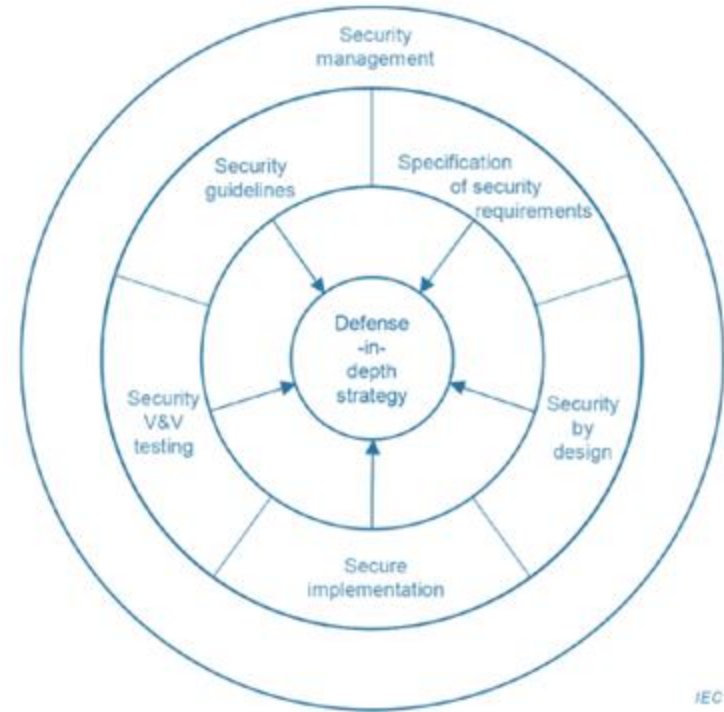 Security
management
Security
guidelines
Specification
of security
requirements
Defense
-in-
depth
strategy
Security
V&V
testing
Security
by
design
Secure
implementation
IEC